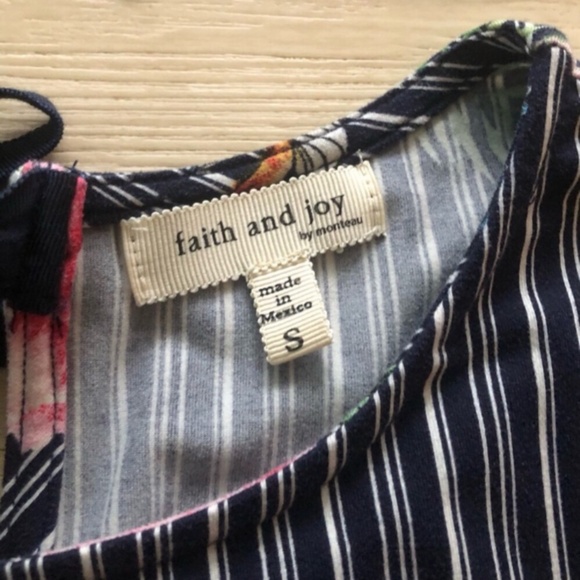 faith and joy
by monteau
made
in
Mexico
S